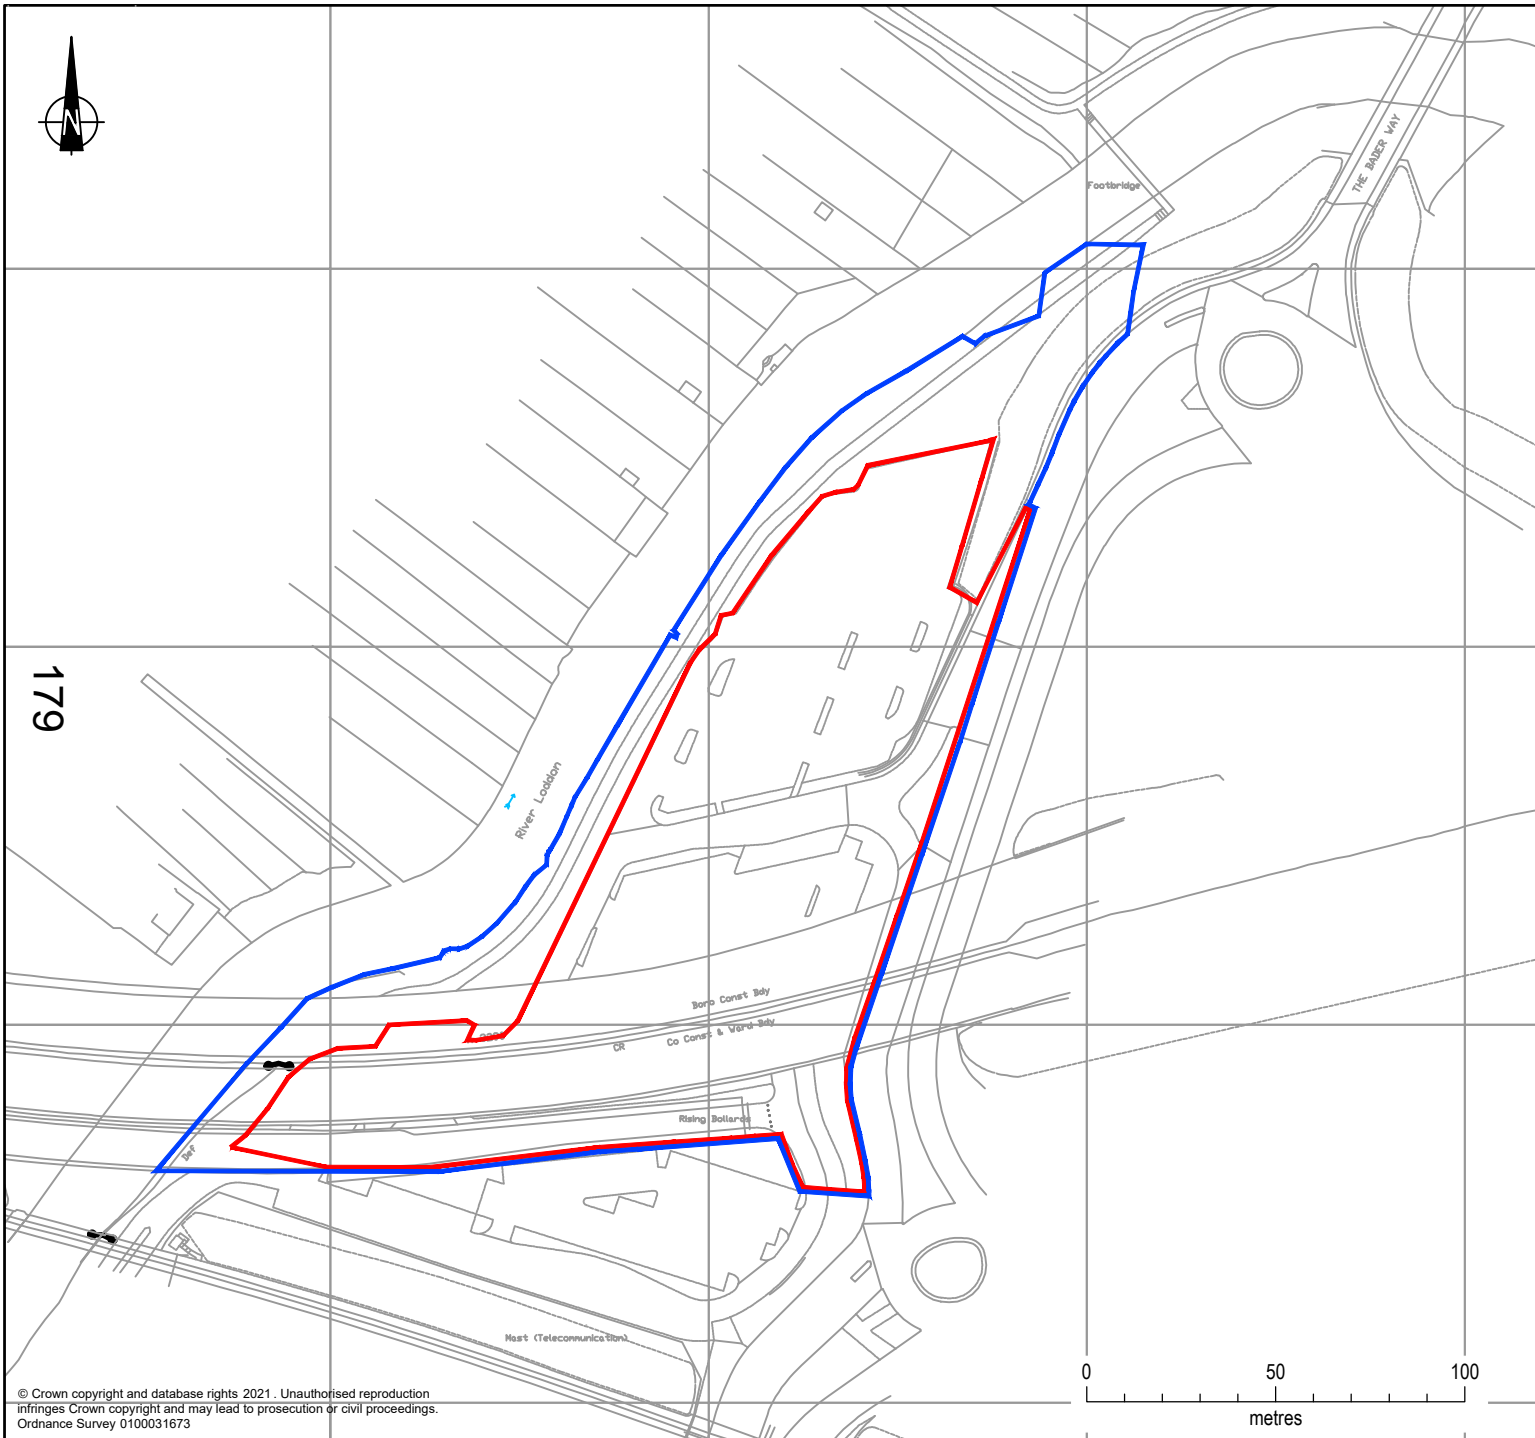 N
THE BADER WAY
Footbridge
179
River Loddon
Boro Const Bdy
Co Const & Ward Bdy
CR
Rising Bollards
Def
Mast (Telecommunication)
0 50 100
metres
© Crown copyright and database rights 2021 . Unauthorised reproduction
infringes Crown copyright and may lead to prosecution or civil proceedings.
Ordnance Survey 0100031673